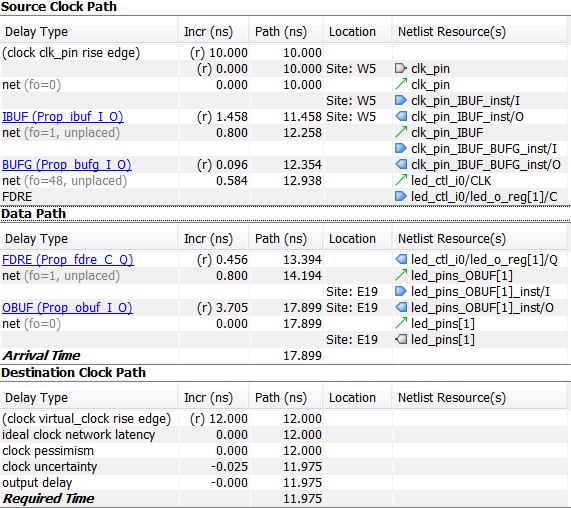 Source Clock Path
Delay Type Incr (ns) Path (ns) Location Netlist Resource(s)
(clock clk_pin rise edge) (r) 10.000 10.000
(r) 0.000 10.000 Site: W5 clk_pin
net (fo=0) 0.000 10.000 clk_pin
Site: W5 clk_pin_IBUF_inst/I
IBUF (Prop_ibuf_I_O) (r) 1.458 11.458 Site: W5 clk_pin_IBUF_inst/O
net (fo=1, unplaced) 0.800 12.258 clk_pin_IBUF
clk_pin_IBUF_BUFG_inst/I
BUFG (Prop_bufg_I_O) (r) 0.096 12.354 clk_pin_IBUF_BUFG_inst/O
net (fo=48, unplaced) 0.584 12.938 led_ctl_i0/CLK
FDRE led_ctl_i0/led_o_reg[1]/C
Data Path
Delay Type Incr (ns) Path (ns) Location Netlist Resource(s)
FDRE (Prop_fdre_C_Q) (r) 0.456 13.394 led_ctl_i0/led_o_reg[1]/Q
net (fo=1, unplaced) 0.800 14.194 led_pins_OBUF[1]
Site: E19 led_pins_OBUF[1]_inst/I
OBUF (Prop_obuf_I_O) (r) 3.705 17.899 Site: E19 led_pins_OBUF[1]_inst/O
net (fo=0) 0.000 17.899 led_pins[1]
Site: E19 led_pins[1]
Arrival Time 17.899
Destination Clock Path
Delay Type Incr (ns) Path (ns) Location Netlist Resource(s)
(clock virtual_clock rise edge) (r) 12.000 12.000
ideal clock network latency 0.000 12.000
clock pessimism 0.000 12.000
clock uncertainty -0.025 11.975
output delay -0.000 11.975
Required Time 11.975